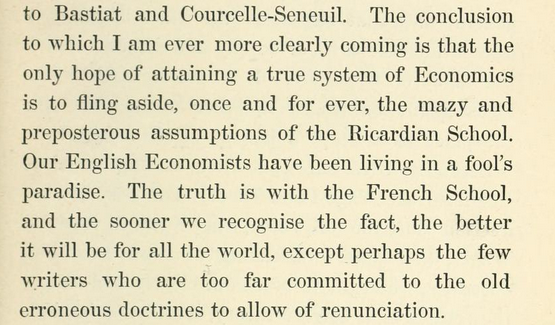 to Bastiat and Courcelle-Seneuil. The conclusion
to which I am ever more clearly coming is that the
only hope of attaining a true system of Economics
is to fling aside, once and for ever, the mazy and
preposterous assumptions of the Ricardian School.
Our English Economists have been living in a fool's
paradise. The truth is with the French School,
and the sooner we recognise the fact, the better
it will be for all the world, except perhaps the few
writers who are too far committed to the old
erroneous doctrines to allow of renunciation.